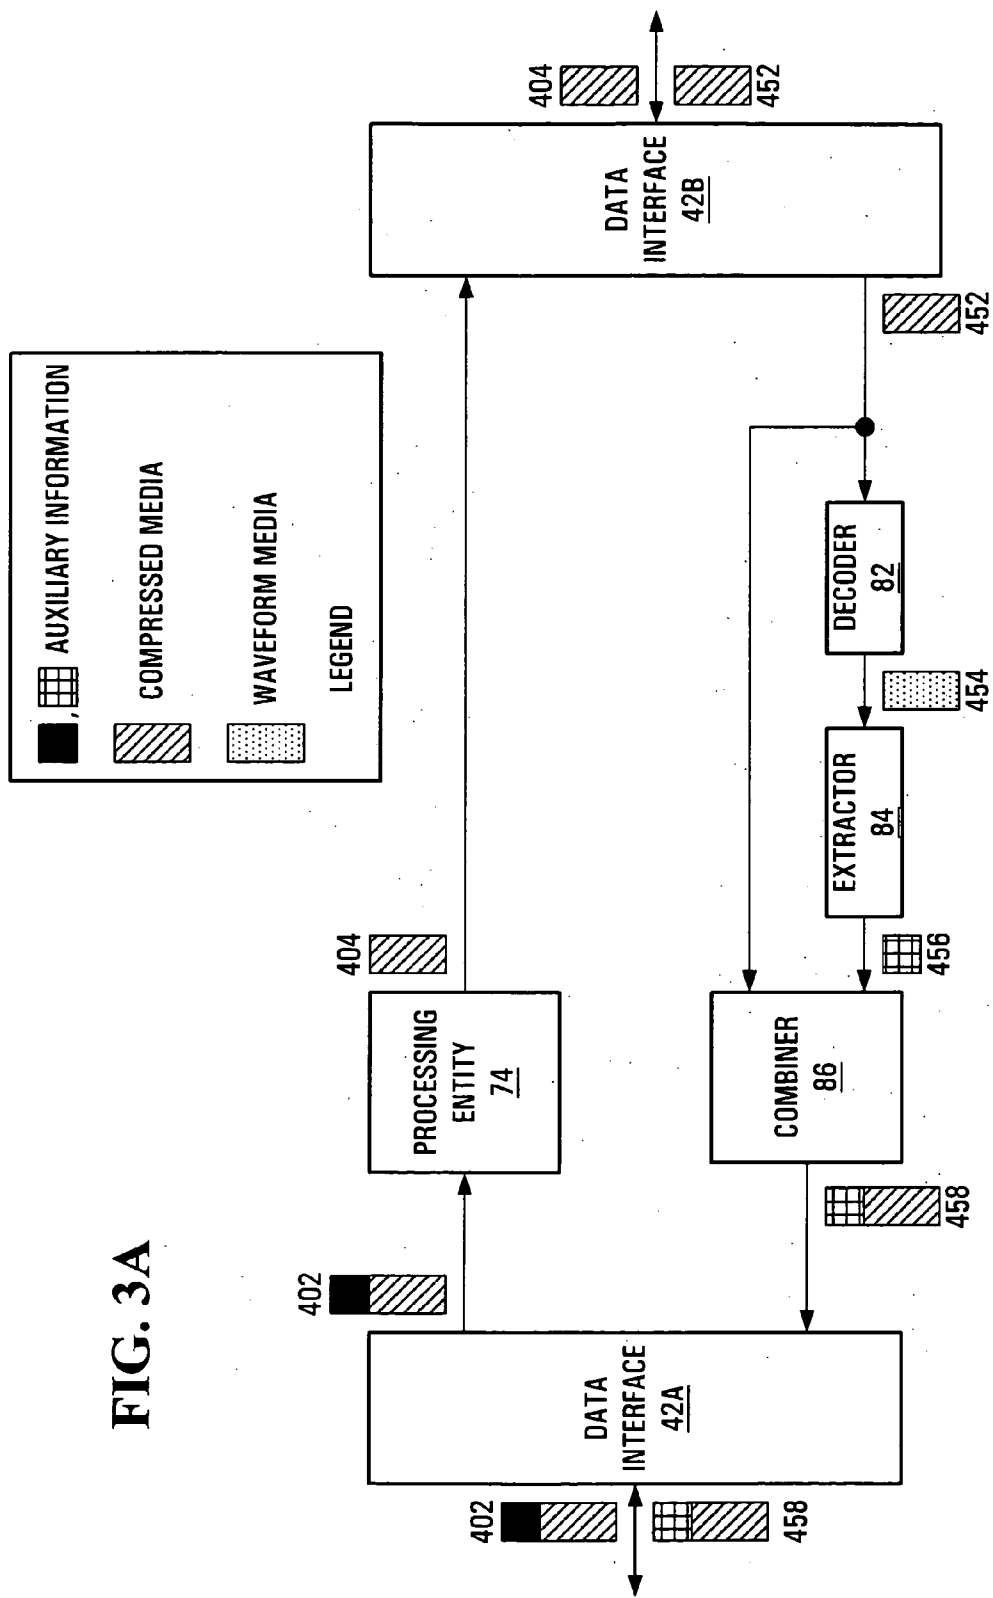 FIG. 3A
AUXILIARY INFORMATION
,
COMPRESSED MEDIA
WAVEFORM MEDIA
LEGEND
402
458
DATA
INTERFACE
42A
402
PROCESSING
ENTITY
74
404
DATA
INTERFACE
42B
404
452
452
DECODER
82
454
EXTRACTOR
84
456
COMBINER
86
458